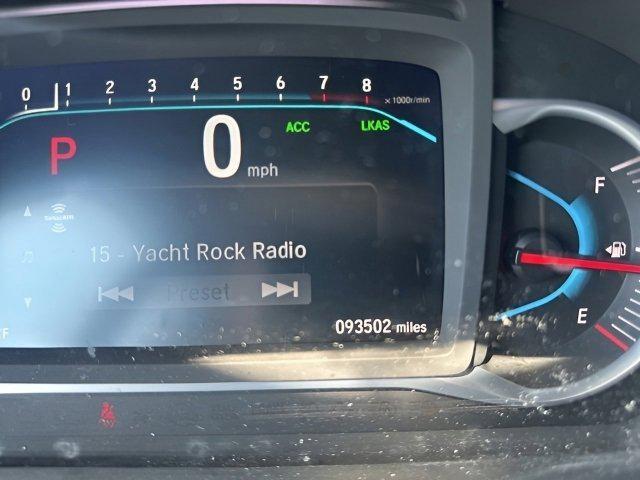 0 1 2 3 4 5 6 7 8
x 1000r/min
P 0 mph
ACC LKAS
SiriusXM
15 - Yacht Rock Radio
Preset
093502 miles
F
E